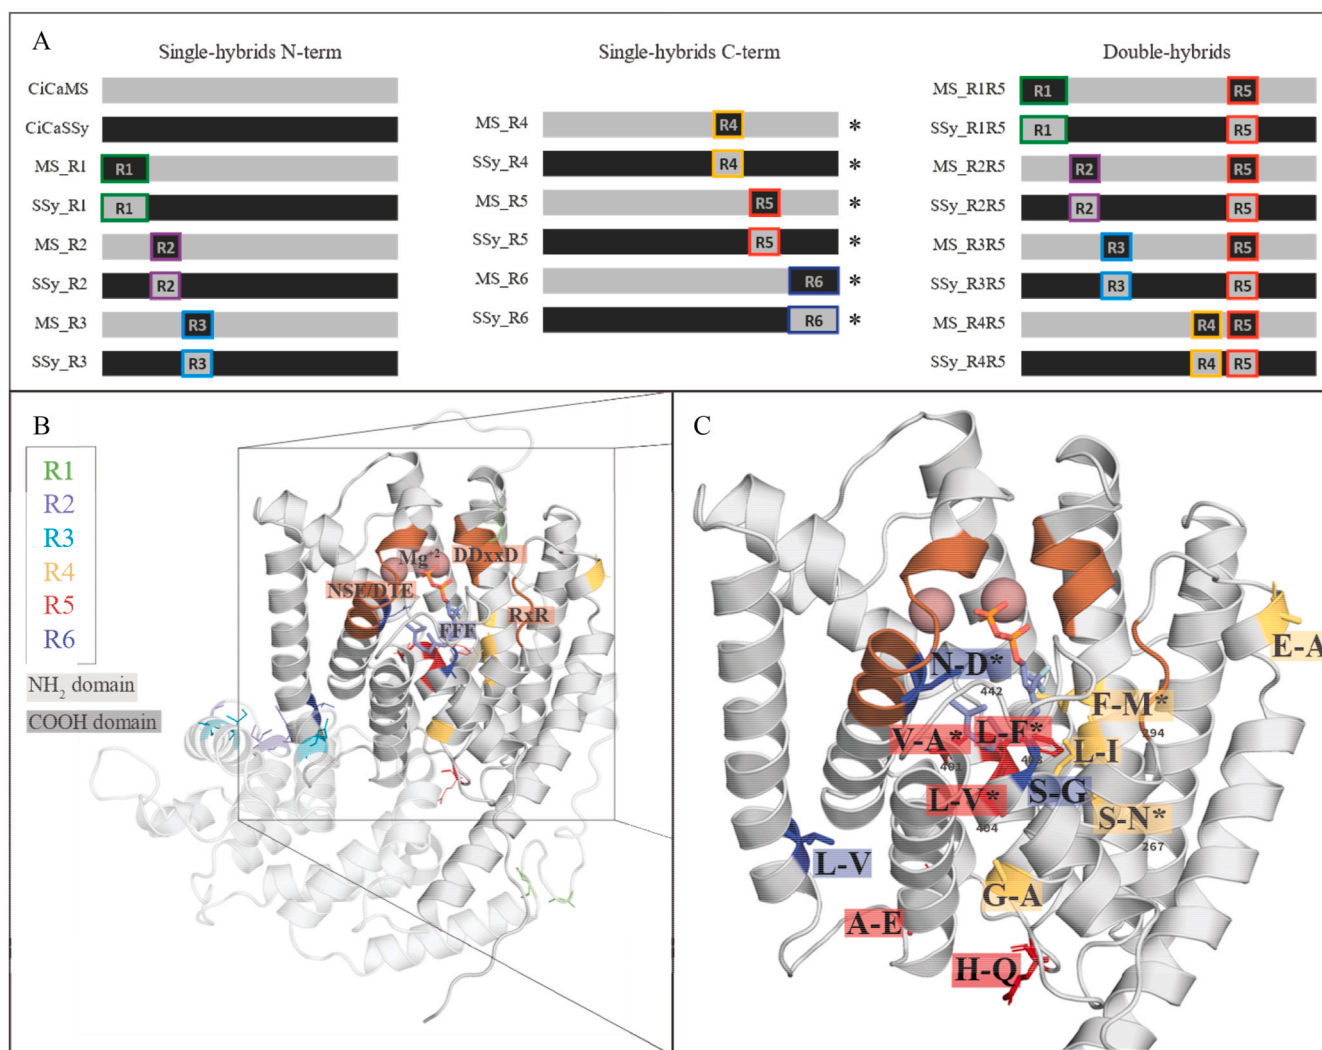 A
Single-hybrids N-term
CiCaMS
CiCaSSy
MS_R1 R1
SSy_R1 R1
MS_R2 R2
SSy_R2 R2
MS_R3 R3
SSy_R3 R3
Single-hybrids C-term
MS_R4 R4 *
SSy_R4 R4 *
MS_R5 R5 *
SSy_R5 R5 *
MS_R6 R6 *
SSy_R6 R6 *
Double-hybrids
MS_R1R5 R1 R5
SSy_R1R5 R1 R5
MS_R2R5 R2 R5
SSy_R2R5 R2 R5
MS_R3R5 R3 R5
SSy_R3R5 R3 R5
MS_R4R5 R4 R5
SSy_R4R5 R4 R5
B
R1
R2
R3
R4
R5
R6
NH2 domain
COOH domain
Mg+2 DDxxD
NSE/DTE
RxR
FFF
C
E-A
N-D*
442
F-M*
294
V-A* L-F*
401 403
L-I
L-V* S-G
404
S-N*
267
L-V
G-A
A-E
H-Q